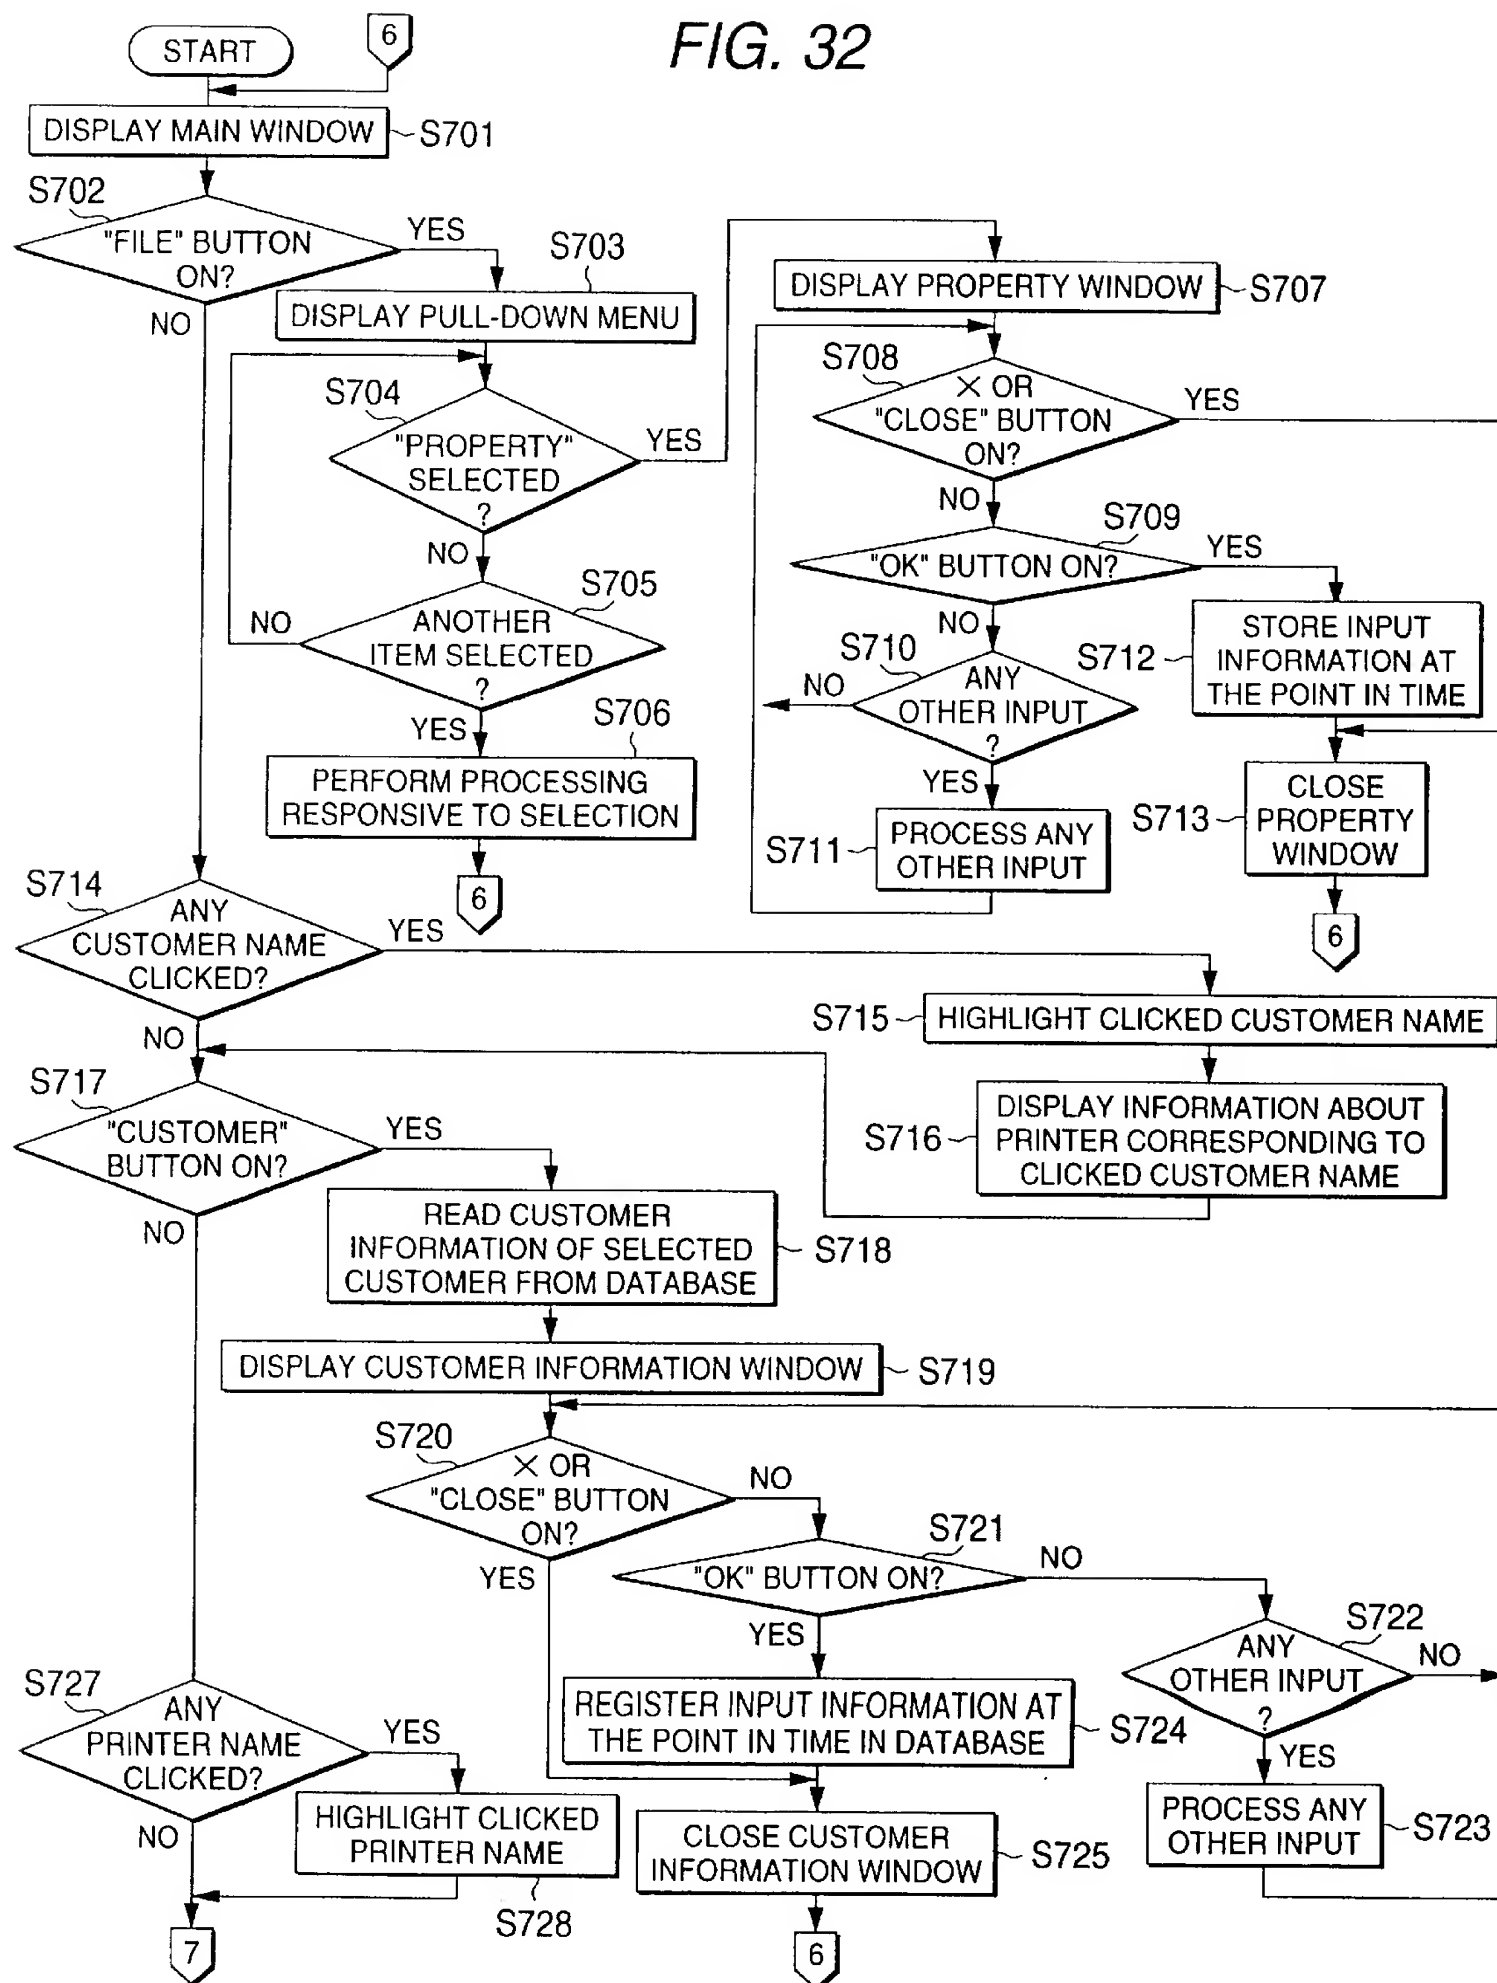 FIG. 32
START
6
DISPLAY MAIN WINDOW
S701
S702
"FILE" BUTTON
ON?
YES
NO
S703
DISPLAY PULL-DOWN MENU
S704
"PROPERTY"
SELECTED
?
YES
NO
S705
ANOTHER
ITEM SELECTED
?
NO
YES
S706
PERFORM PROCESSING
RESPONSIVE TO SELECTION
6
DISPLAY PROPERTY WINDOW
S707
S708
× OR
"CLOSE" BUTTON
ON?
YES
NO
S709
"OK" BUTTON ON?
YES
NO
S710
ANY
OTHER INPUT
?
NO
YES
S711
PROCESS ANY
OTHER INPUT
S712
STORE INPUT
INFORMATION AT
THE POINT IN TIME
S713
CLOSE
PROPERTY
WINDOW
6
S714
ANY
CUSTOMER NAME
CLICKED?
YES
NO
S715
HIGHLIGHT CLICKED CUSTOMER NAME
S716
DISPLAY INFORMATION ABOUT
PRINTER CORRESPONDING TO
CLICKED CUSTOMER NAME
S717
"CUSTOMER"
BUTTON ON?
YES
NO
READ CUSTOMER
INFORMATION OF SELECTED
CUSTOMER FROM DATABASE
S718
DISPLAY CUSTOMER INFORMATION WINDOW
S719
S720
× OR
"CLOSE" BUTTON
ON?
NO
YES
S721
"OK" BUTTON ON?
NO
YES
S722
ANY
OTHER INPUT
?
NO
YES
PROCESS ANY
OTHER INPUT
S723
REGISTER INPUT INFORMATION AT
THE POINT IN TIME IN DATABASE
S724
CLOSE CUSTOMER
INFORMATION WINDOW
S725
6
S727
ANY
PRINTER NAME
CLICKED?
YES
NO
HIGHLIGHT CLICKED
PRINTER NAME
S728
7